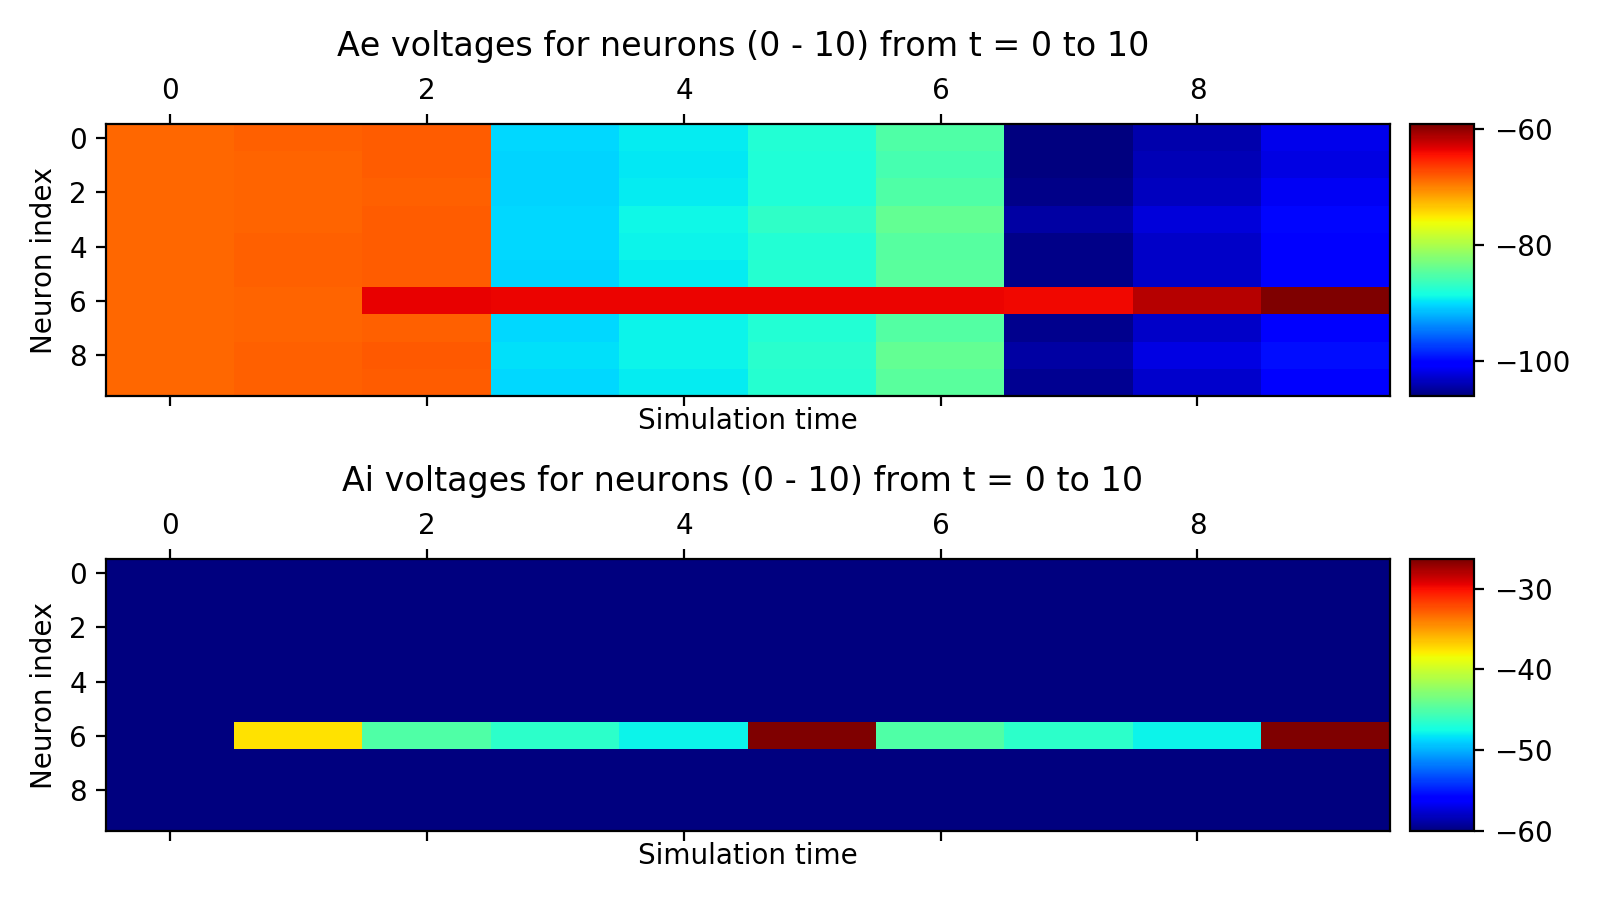 Ae voltages for neurons (0 - 10) from t = 0 to 10
0 2 4 6 8
Neuron index
0
2
4
6
8
−60
−80
−100
Simulation time
Ai voltages for neurons (0 - 10) from t = 0 to 10
0 2 4 6 8
Neuron index
0
2
4
6
8
−30
−40
−50
−60
Simulation time